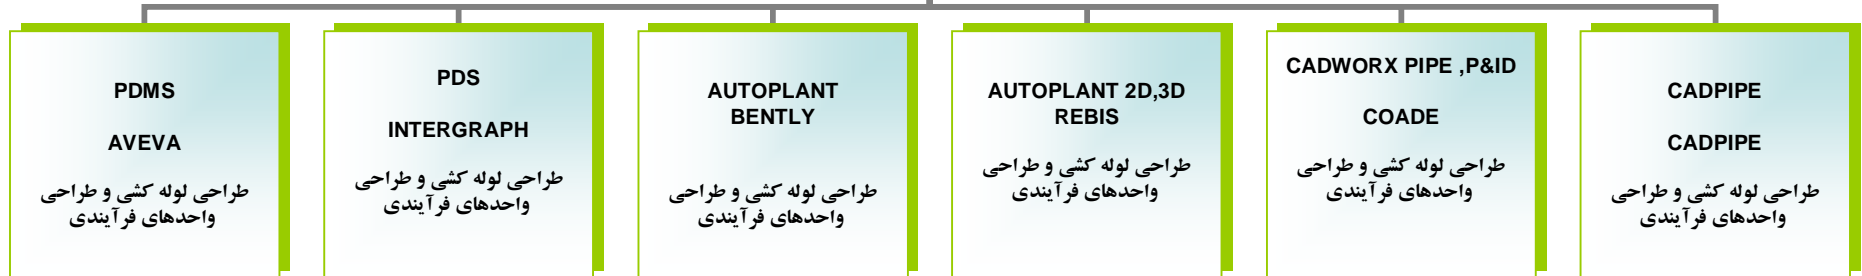 PDMS
AVEVA
طراحی لوله کشی و طراحی
واحدهای فرآیندی
PDS
INTERGRAPH
طراحی لوله کشی و طراحی
واحدهای فرآیندی
AUTOPLANT
BENTLY
طراحی لوله کشی و طراحی
واحدهای فرآیندی
AUTOPLANT 2D,3D
REBIS
طراحی لوله کشی و طراحی
واحدهای فرآیندی
CADWORX PIPE ,P&ID
COADE
طراحی لوله کشی و طراحی
واحدهای فرآیندی
CADPIPE
CADPIPE
طراحی لوله کشی و طراحی
واحدهای فرآیندی